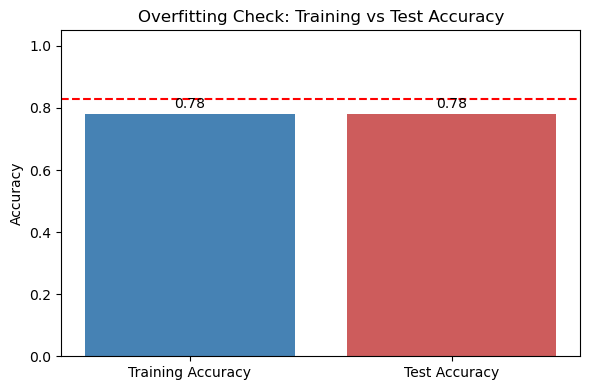 Overfitting Check: Training vs Test Accuracy
1.0
0.8
0.6
0.4
0.2
0.0
Accuracy
0.78
0.78
Training Accuracy
Test Accuracy